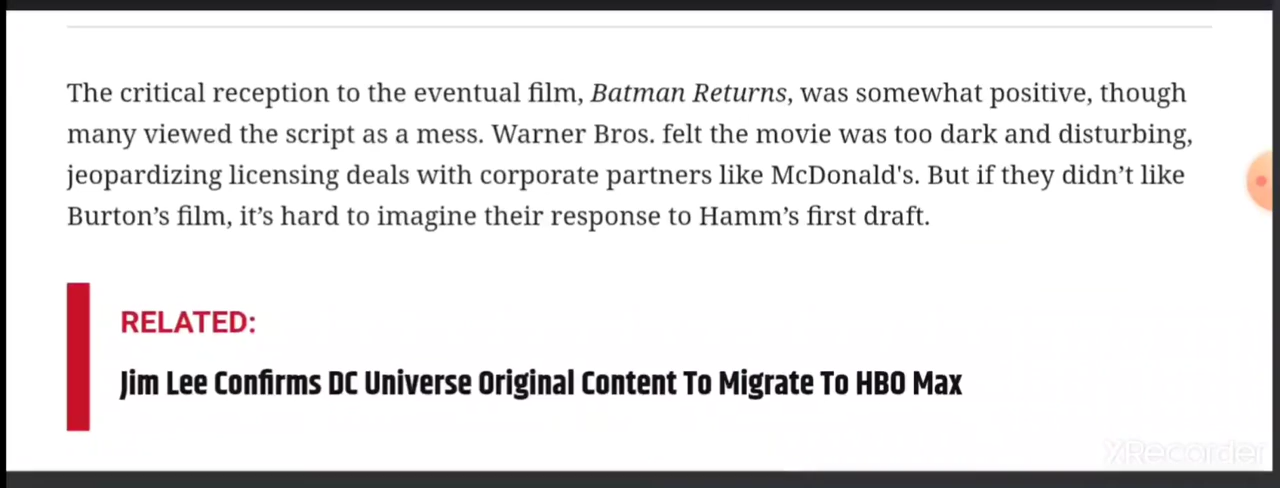 The critical reception to the eventual film, Batman Returns, was somewhat positive, though
many viewed the script as a mess. Warner Bros. felt the movie was too dark and disturbing,
jeopardizing licensing deals with corporate partners like McDonald's. But if they didn’t like
Burton’s film, it’s hard to imagine their response to Hamm’s first draft.
RELATED:
Jim Lee Confirms DC Universe Original Content To Migrate To HBO Max
XRecorder